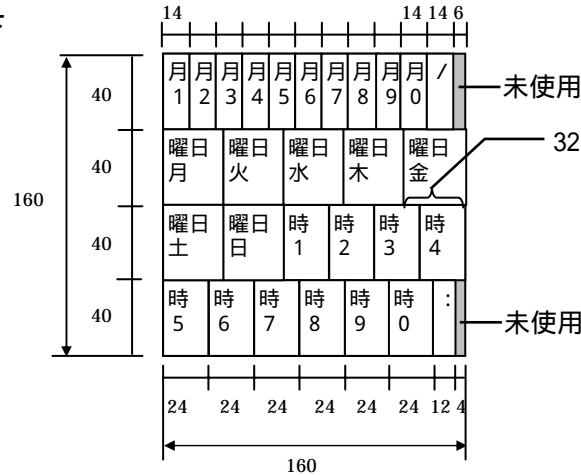 14 14 14 6
月 月 月 月 月 月 月 月 月 月 /
1 2 3 4 5 6 7 8 9 0
40
未使用
曜日 曜日 曜日 曜日 曜日
月 火 水 木 金
40
32
160
曜日 曜日 時 時 時 時
土 日 1 2 3 4
40
時 時 時 時 時 時 :
5 6 7 8 9 0
40
未使用
24 24 24 24 24 24 12 4
160